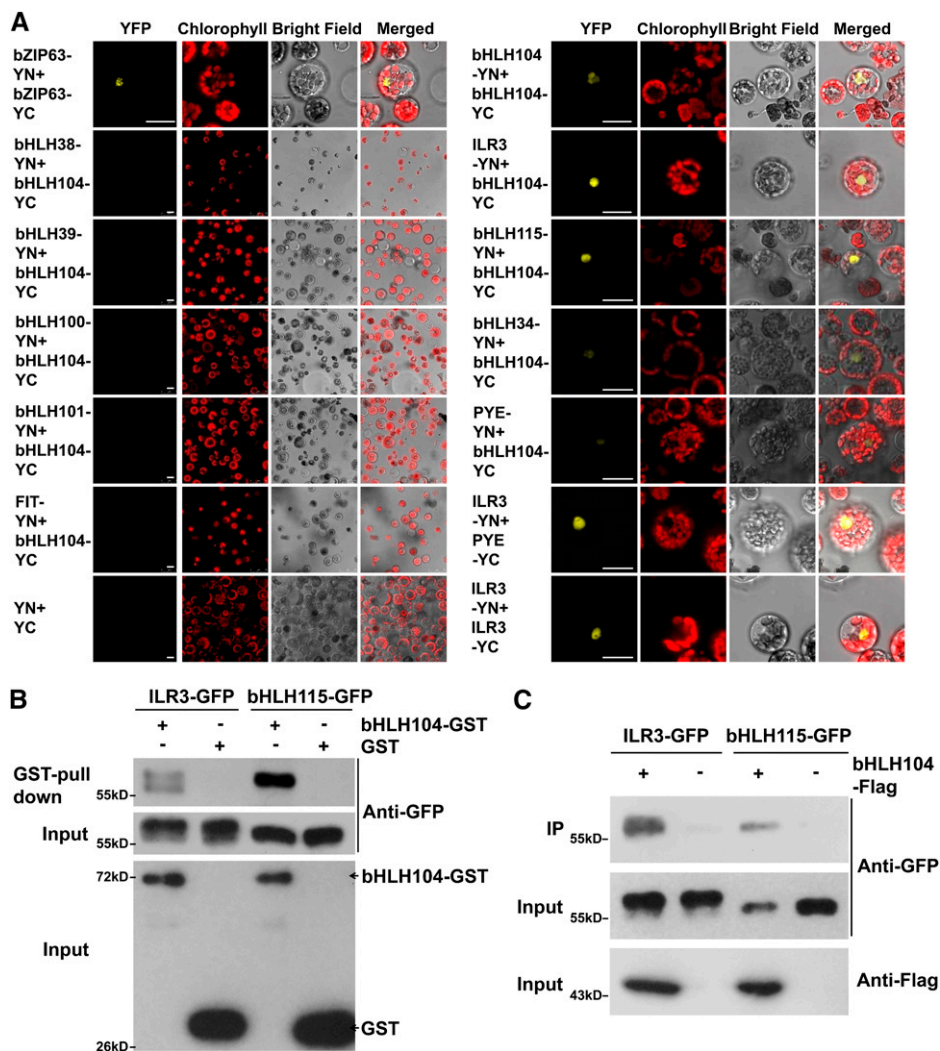 A
YFP Chlorophyll Bright Field Merged
bZIP63-
YN+
bZIP63-
YC
bHLH38-
YN+
bHLH104-
YC
bHLH39-
YN+
bHLH104-
YC
bHLH100-
YN+
bHLH104-
YC
bHLH101-
YN+
bHLH104-
YC
FIT-
YN+
bHLH104-
YC
YN+
YC
YFP Chlorophyll Bright Field Merged
bHLH104
-YN+
bHLH104-
YC
ILR3
-YN+
bHLH104-
YC
bHLH115-
YN+
bHLH104-
YC
bHLH34-
YN+
bHLH104-
YC
PYE-
YN+
bHLH104-
YC
ILR3
-YN+
PYE
-YC
ILR3
-YN+
ILR3
-YC
B
ILR3-GFP bHLH115-GFP
+ - + - bHLH104-GST
- + - + GST
GST-pull
down
55kD-
Anti-GFP
Input
55kD-
72kD-
bHLH104-GST
Input
GST
26kD-
C
ILR3-GFP bHLH115-GFP
+ - + - bHLH104
-Flag
IP
55kD-
Anti-GFP
Input
55kD-
Input
43kD-
Anti-Flag